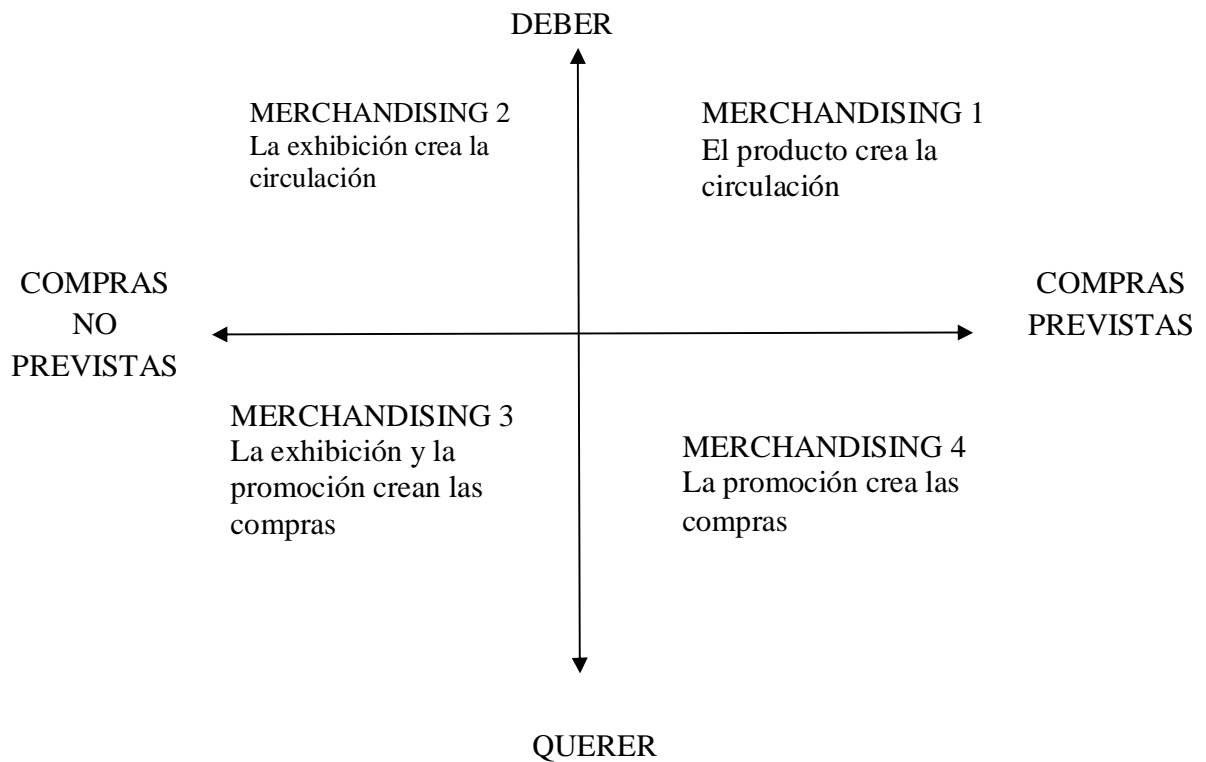 DEBER
MERCHANDISING 2
La exhibición crea la
circulación
MERCHANDISING 1
El producto crea la
circulación
COMPRAS
NO
PREVISTAS
COMPRAS
PREVISTAS
MERCHANDISING 3
La exhibición y la
promoción crean las
compras
MERCHANDISING 4
La promoción crea las
compras
QUERER